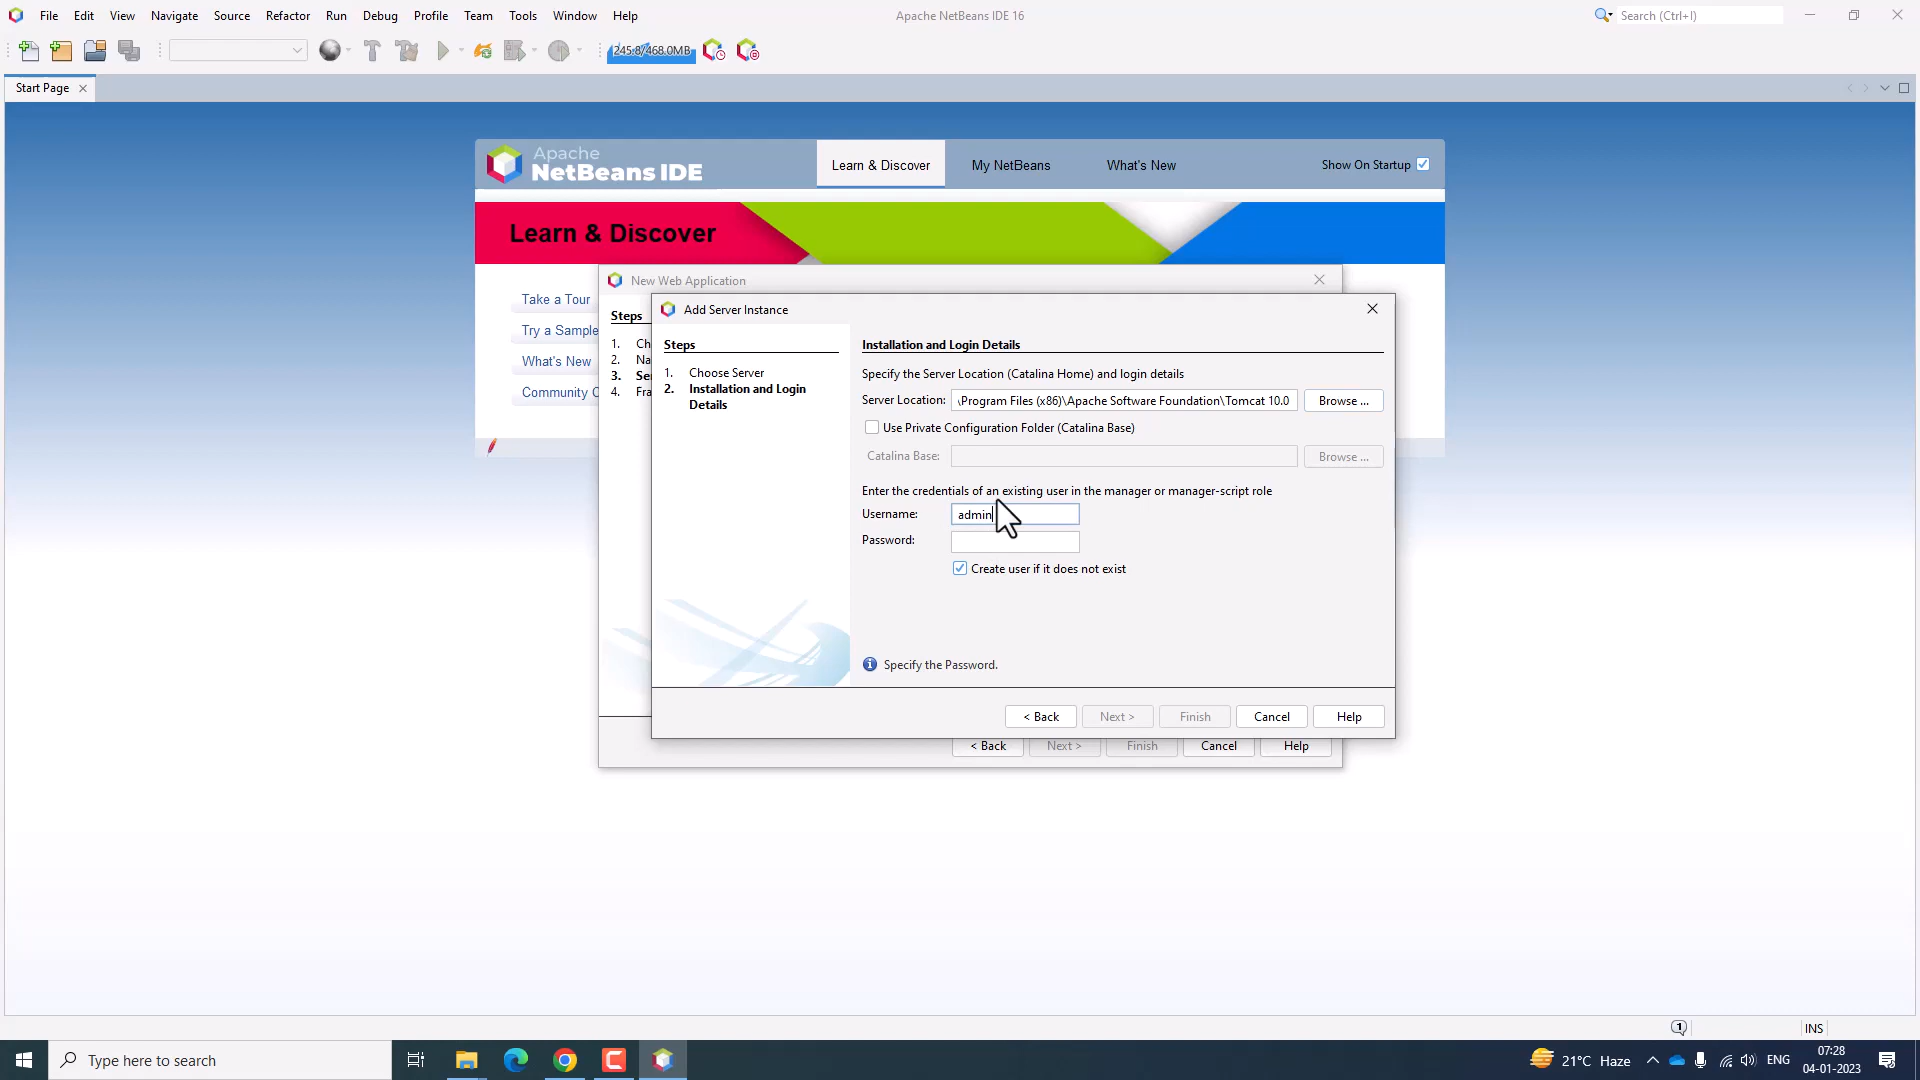 File Edit View Navigate Source Refactor Run Debug Profile Team Tools Window Help
Apache NetBeans IDE 16
Search (Ctrl+I)
245.8/468.0MB
Start Page
Apache
NetBeans IDE
Learn & Discover
My NetBeans
What's New
Show On Startup
Learn & Discover
New Web Application
Take a Tour
Try a Sample
What's New
Community C
Steps
1. Ch
2. Na
3. Se
4. Fra
Add Server Instance
Steps
1. Choose Server
2. Installation and Login
Details
Installation and Login Details
Specify the Server Location (Catalina Home) and login details
Server Location: \Program Files (x86)\Apache Software Foundation\Tomcat 10.0 Browse ...
Use Private Configuration Folder (Catalina Base)
Catalina Base: Browse ...
Enter the credentials of an existing user in the manager or manager-script role
Username: admin
Password:
Create user if it does not exist
Specify the Password.
< Back Next > Finish Cancel Help
< Back Next > Finish Cancel Help
1
INS
Type here to search
21°C Haze
ENG
07:28
04-01-2023